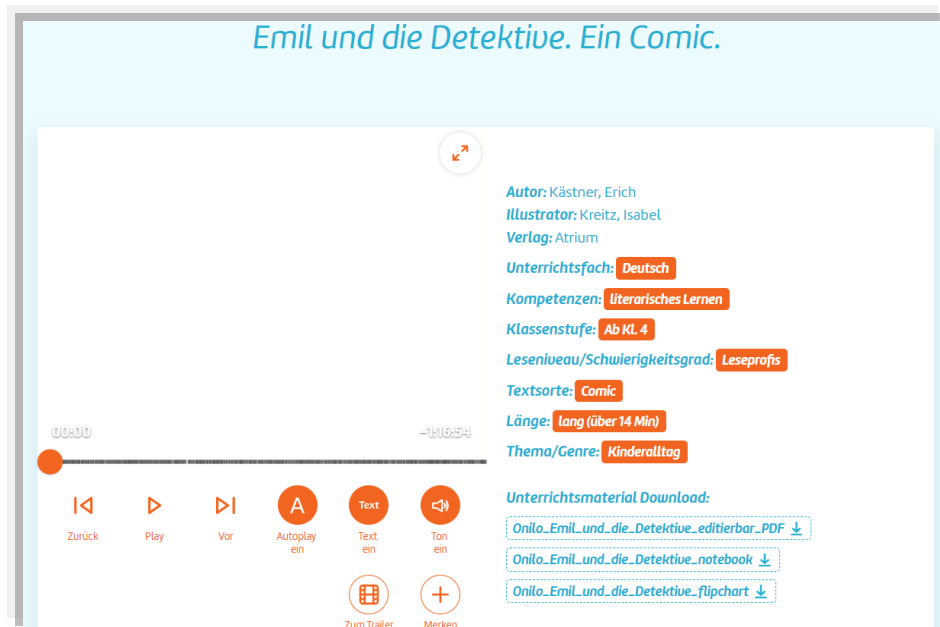 Emil und die Detektive. Ein Comic.
Autor: Kästner, Erich
Illustrator: Kreitz, Isabel
Verlag: Atrium
Unterrichtsfach: Deutsch
Kompetenzen: literarisches Lernen
Klassenstufe: Ab Kl. 4
Leseniveau/Schwierigkeitsgrad: Leseprofis
Textsorte: Comic
Länge: lang (über 14 Min)
Thema/Genre: Kinderalltag
Unterrichtsmaterial Download:
Onilo_Emil_und_die_Detektive_editierbar_PDF
Onilo_Emil_und_die_Detektive_notebook
Onilo_Emil_und_die_Detektive_flipchart
00:00 -1:16:54
A Text
Zurück Play Vor Autoplay ein Text ein Ton ein
Zum Trailer Merken